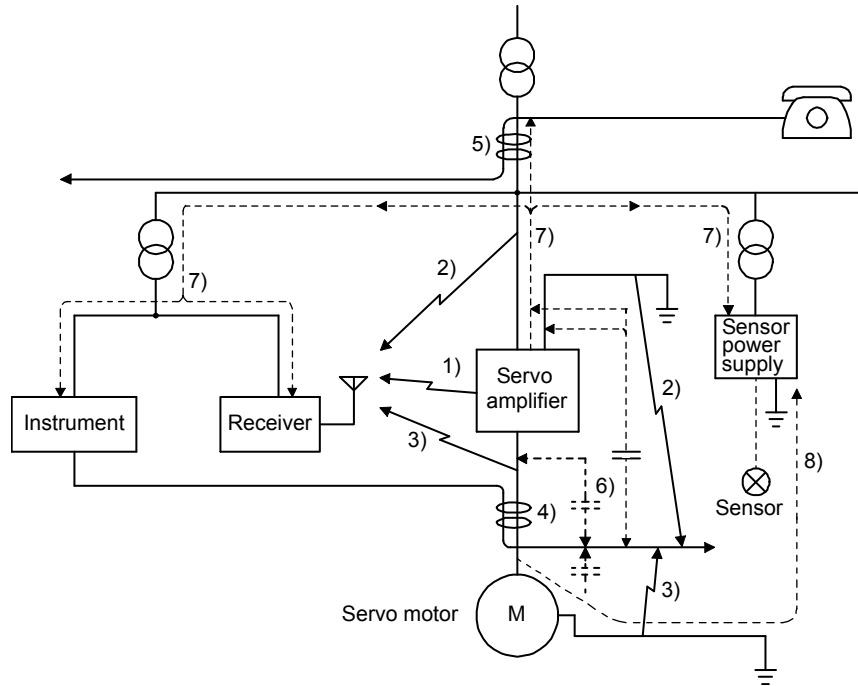 5)
7)
2)
7)
7)
Sensor
power
supply
1)
Servo
amplifier
2)
Instrument
Receiver
3)
8)
6)
Sensor
4)
3)
Servo motor
M